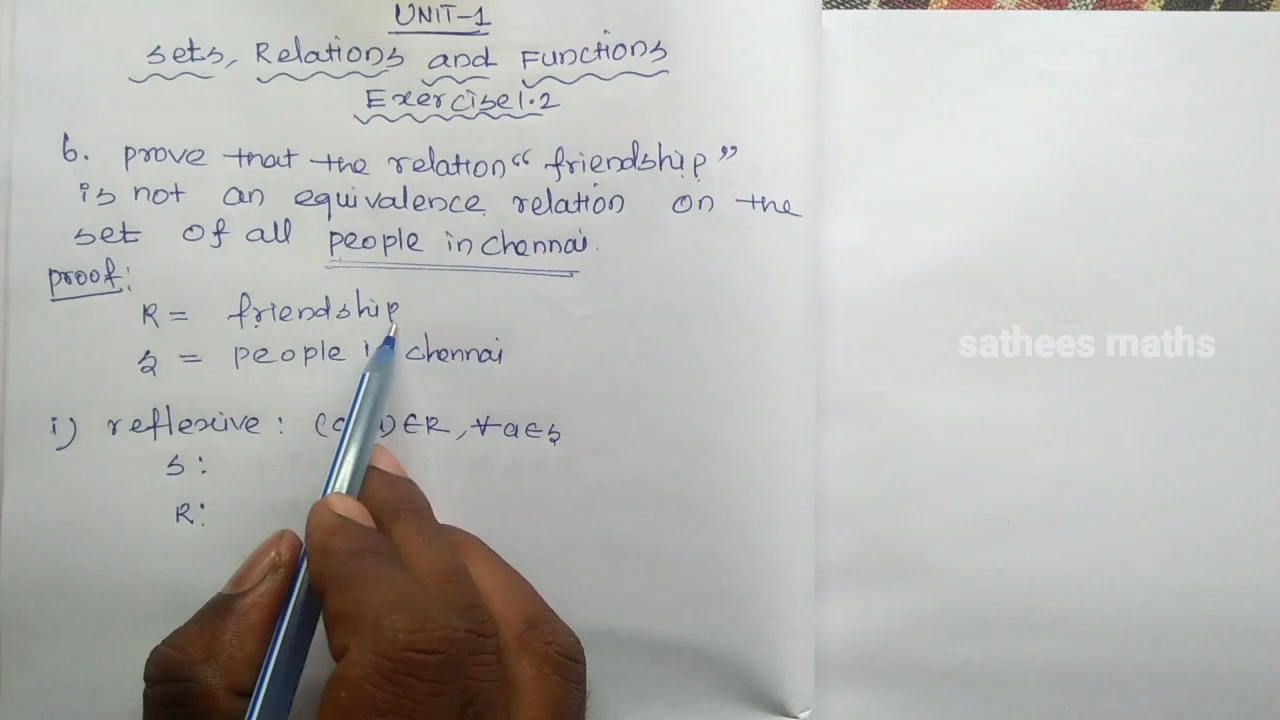 UNIT-1
sets, Relations and Functions
Exercise 1.2
6. prove that the relation "friendship"
is not an equivalence relation on the
set of all people in chennai.
proof:
R = friendship
S = people chennai
sathees maths
i) reflexive: ∈R, ∀a∈S
S:
R: